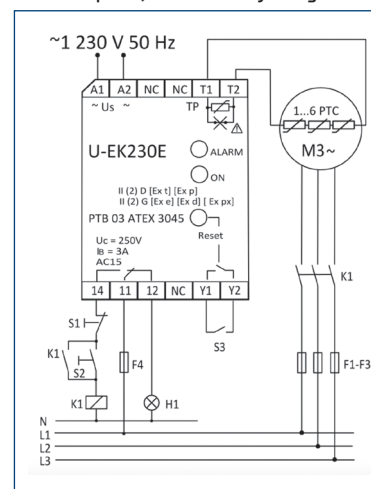 ~1 230 V 50 Hz
A1 A2 NC NC T1 T2
~ Us ~ TP
1...6 PTC
M3~
U-EK230E
ALARM
ON
II (2) D [Ex t] [Ex p]
II (2) G [Ex e] [Ex d] [ Ex px]
PTB 03 ATEX 3045
Reset
Uc = 250V
IB = 3A
AC15
14 11 12 NC Y1 Y2
K1
S1
S3
K1
S2
F4
F1-F3
K1
H1
N
L1
L2
L3